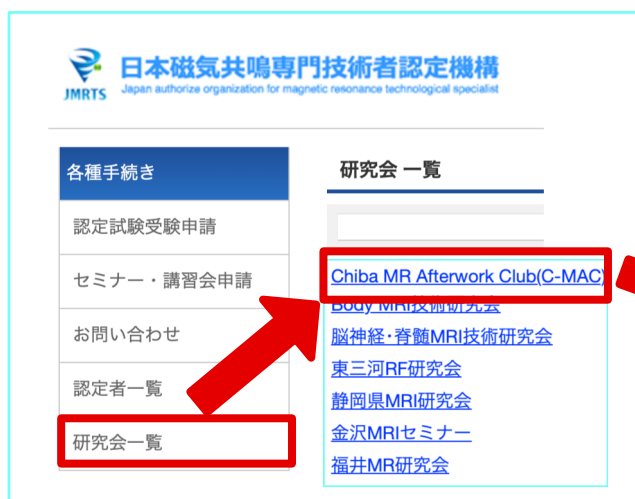 JMRTS
日本磁気共鳴専門技術者認定機構
Japan authorize organization for magnetic resonance technological specialist
各種手続き
認定試験受験申請
セミナー・講習会申請
お問い合わせ
認定者一覧
研究会一覧
研究会 一覧
Chiba MR Afterwork Club(C-MAC)
Body MRI技術研究会
脳神経・脊髄MRI技術研究会
東三河RF研究会
静岡県MRI研究会
金沢MRIセミナー
福井MR研究会